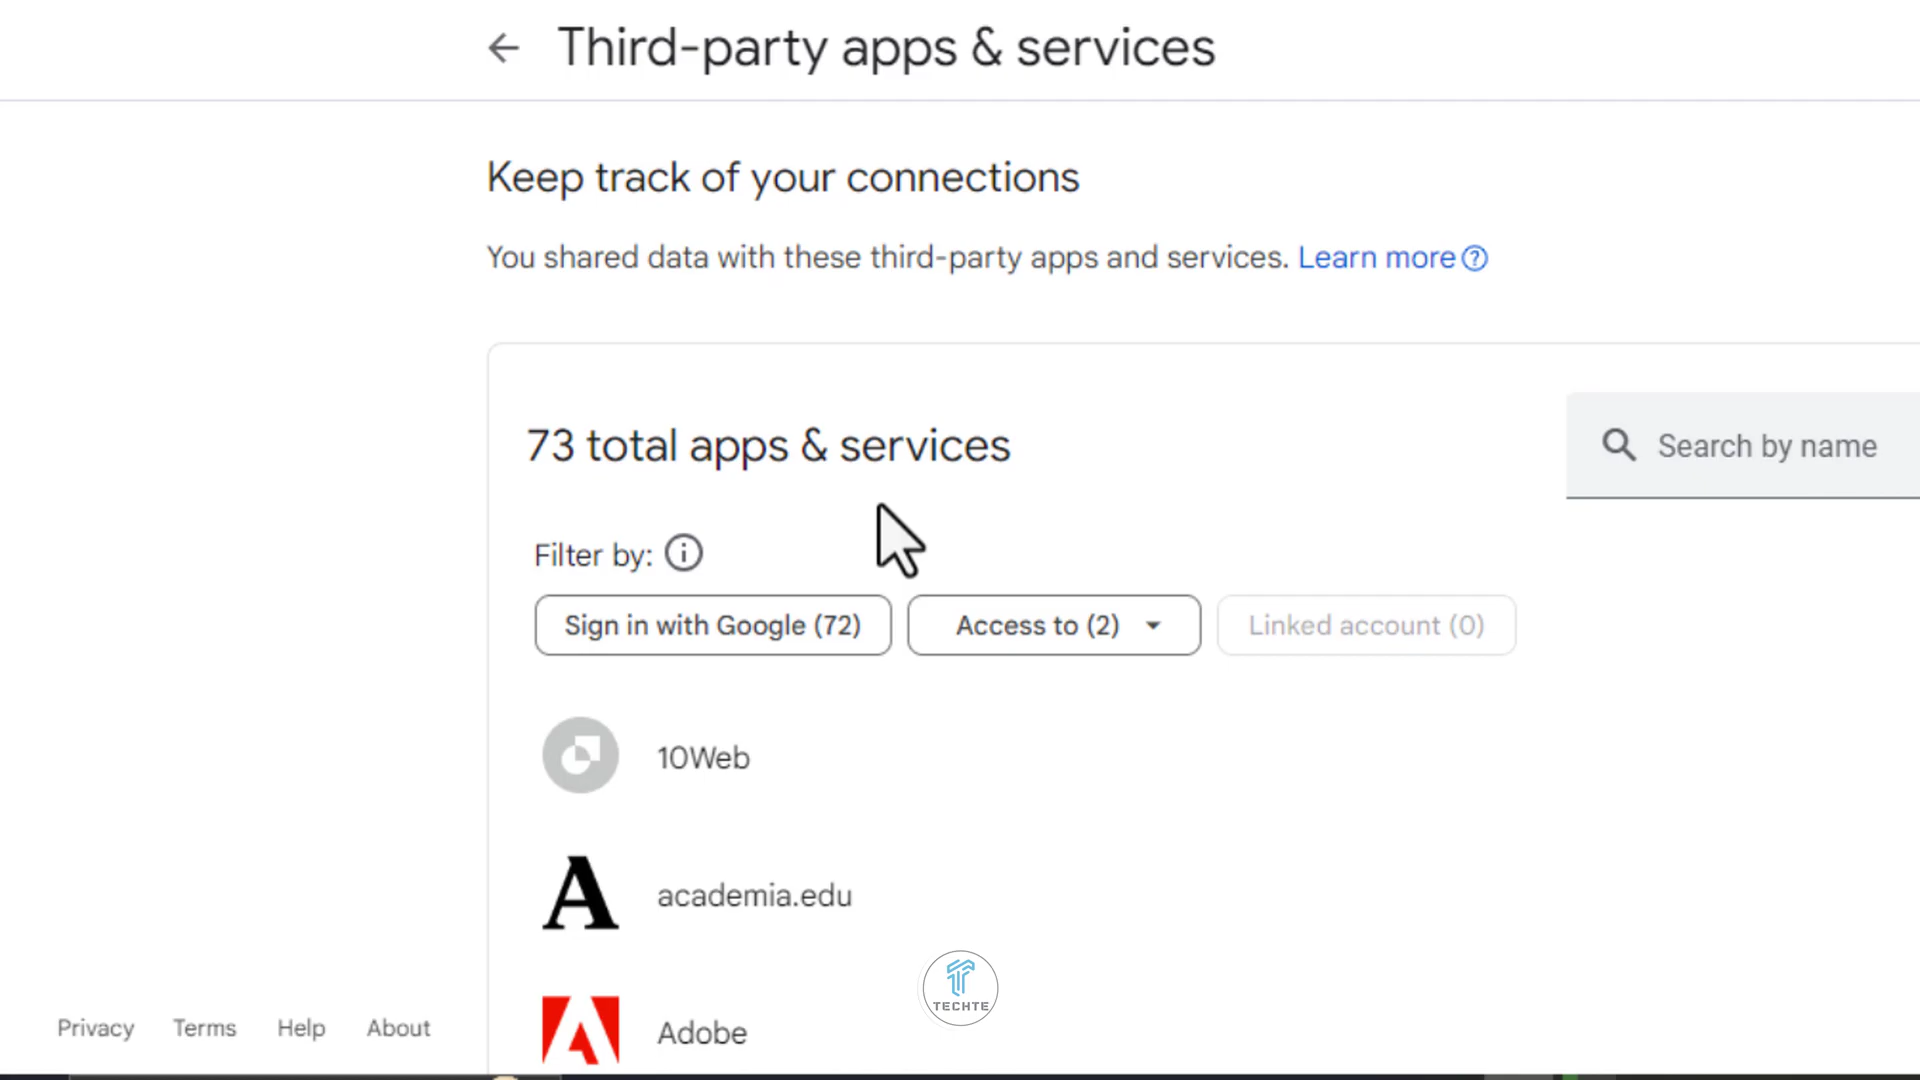 Third-party apps & services
Keep track of your connections
You shared data with these third-party apps and services. Learn more
73 total apps & services
Search by name
Filter by:
Sign in with Google (72)
Access to (2)
Linked account (0)
10Web
A
academia.edu
Adobe
TECHTE
Privacy
Terms
Help
About